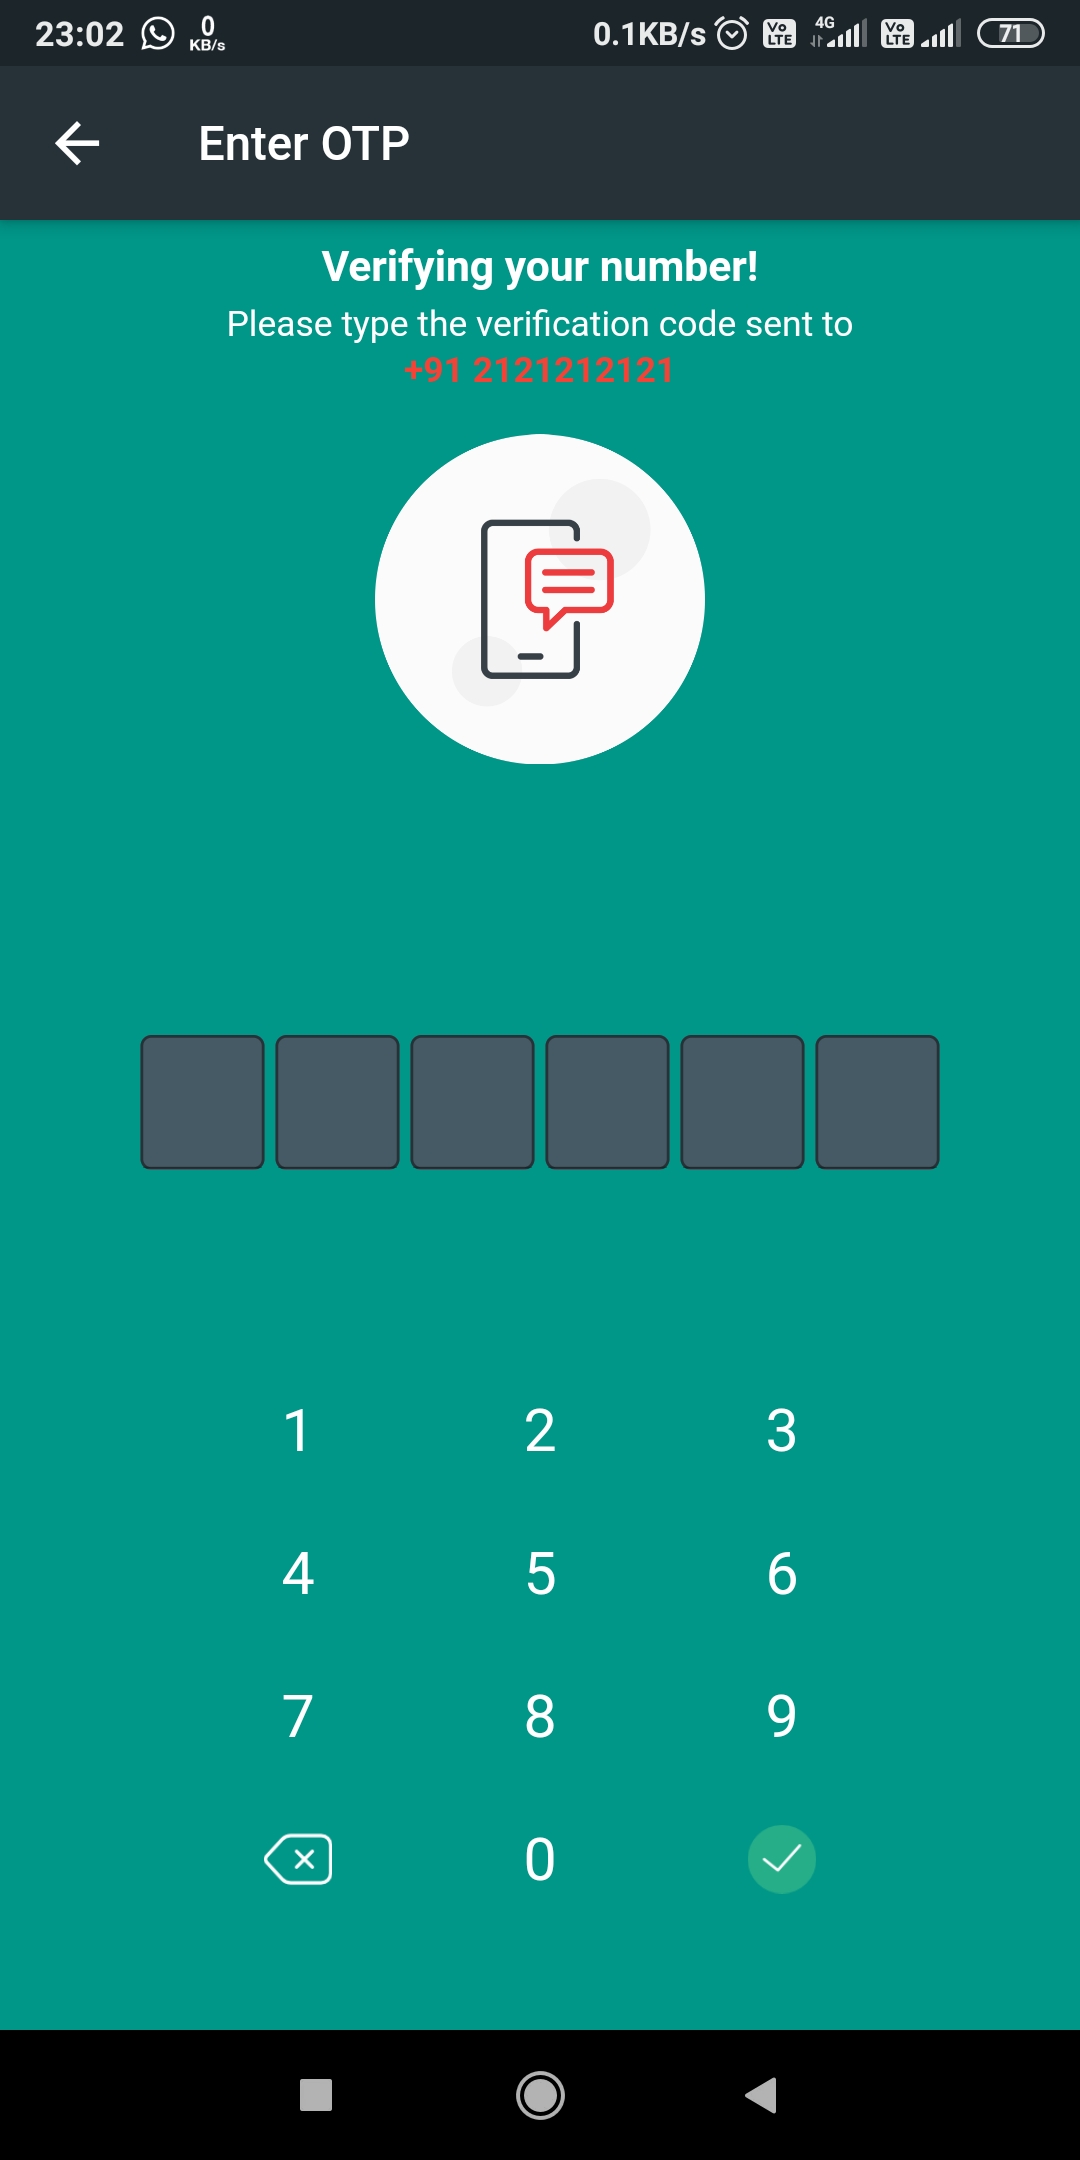 23:02 0 KB/s 0.1KB/s Vo LTE 4G Vo LTE 71
Enter OTP
Verifying your number!
Please type the verification code sent to
+91 2121212121
1 2 3
4 5 6
7 8 9
0